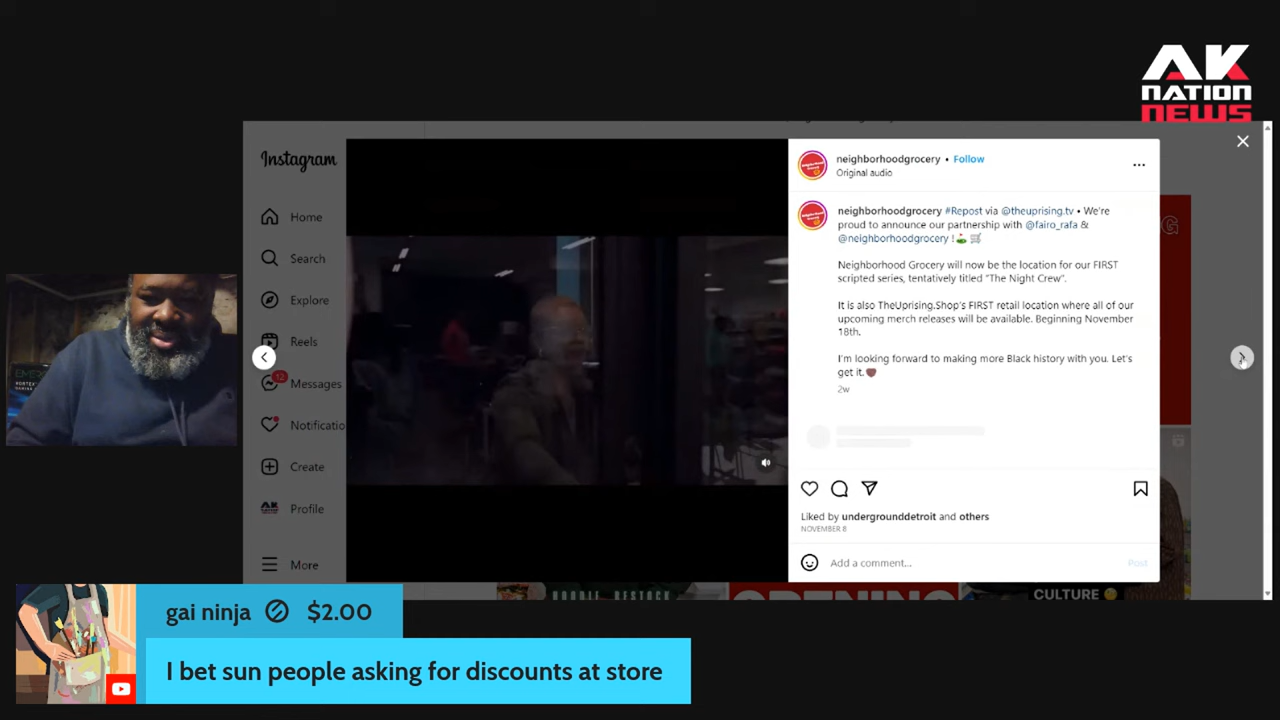 AK
NATION
NEWS
Instagram
Home
Search
Explore
Reels
12
Messages
Notificatio
Create
Profile
More
neighborhoodgrocery • Follow
Original audio
neighborhoodgrocery #Repost via @theuprising.tv • We're
proud to announce our partnership with @fairo_rafa &
@neighborhoodgrocery !⛳🛒
Neighborhood Grocery will now be the location for our FIRST
scripted series, tentatively titled "The Night Crew".
It is also TheUprising.Shop's FIRST retail location where all of our
upcoming merch releases will be available. Beginning November
18th.
I'm looking forward to making more Black history with you. Let's
get it.🖤
2w
Liked by undergrounddetroit and others
NOVEMBER 8
Add a comment...
Post
OPENING
CULTURE
gai ninja $2.00
I bet sun people asking for discounts at store